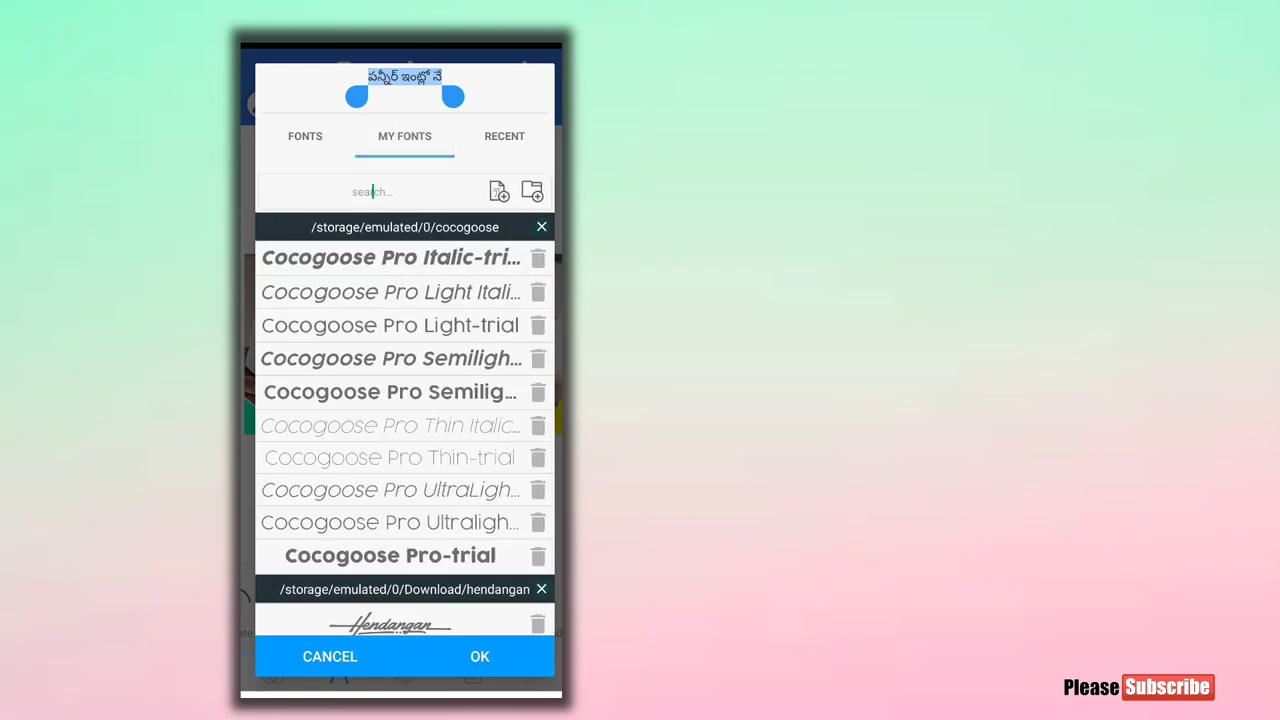 పన్నీర్ ఇంట్లో నే
FONTS MY FONTS RECENT
search...
/storage/emulated/0/cocogoose
Cocogoose Pro Italic-tri...
Cocogoose Pro Light Itali...
Cocogoose Pro Light-trial
Cocogoose Pro Semiligh...
Cocogoose Pro Semilig...
Cocogoose Pro Thin Italic...
Cocogoose Pro Thin-trial
Cocogoose Pro UltraLigh...
Cocogoose Pro Ultraligh...
Cocogoose Pro-trial
/storage/emulated/0/Download/hendangan
Hendangan
CANCEL OK
Please Subscribe